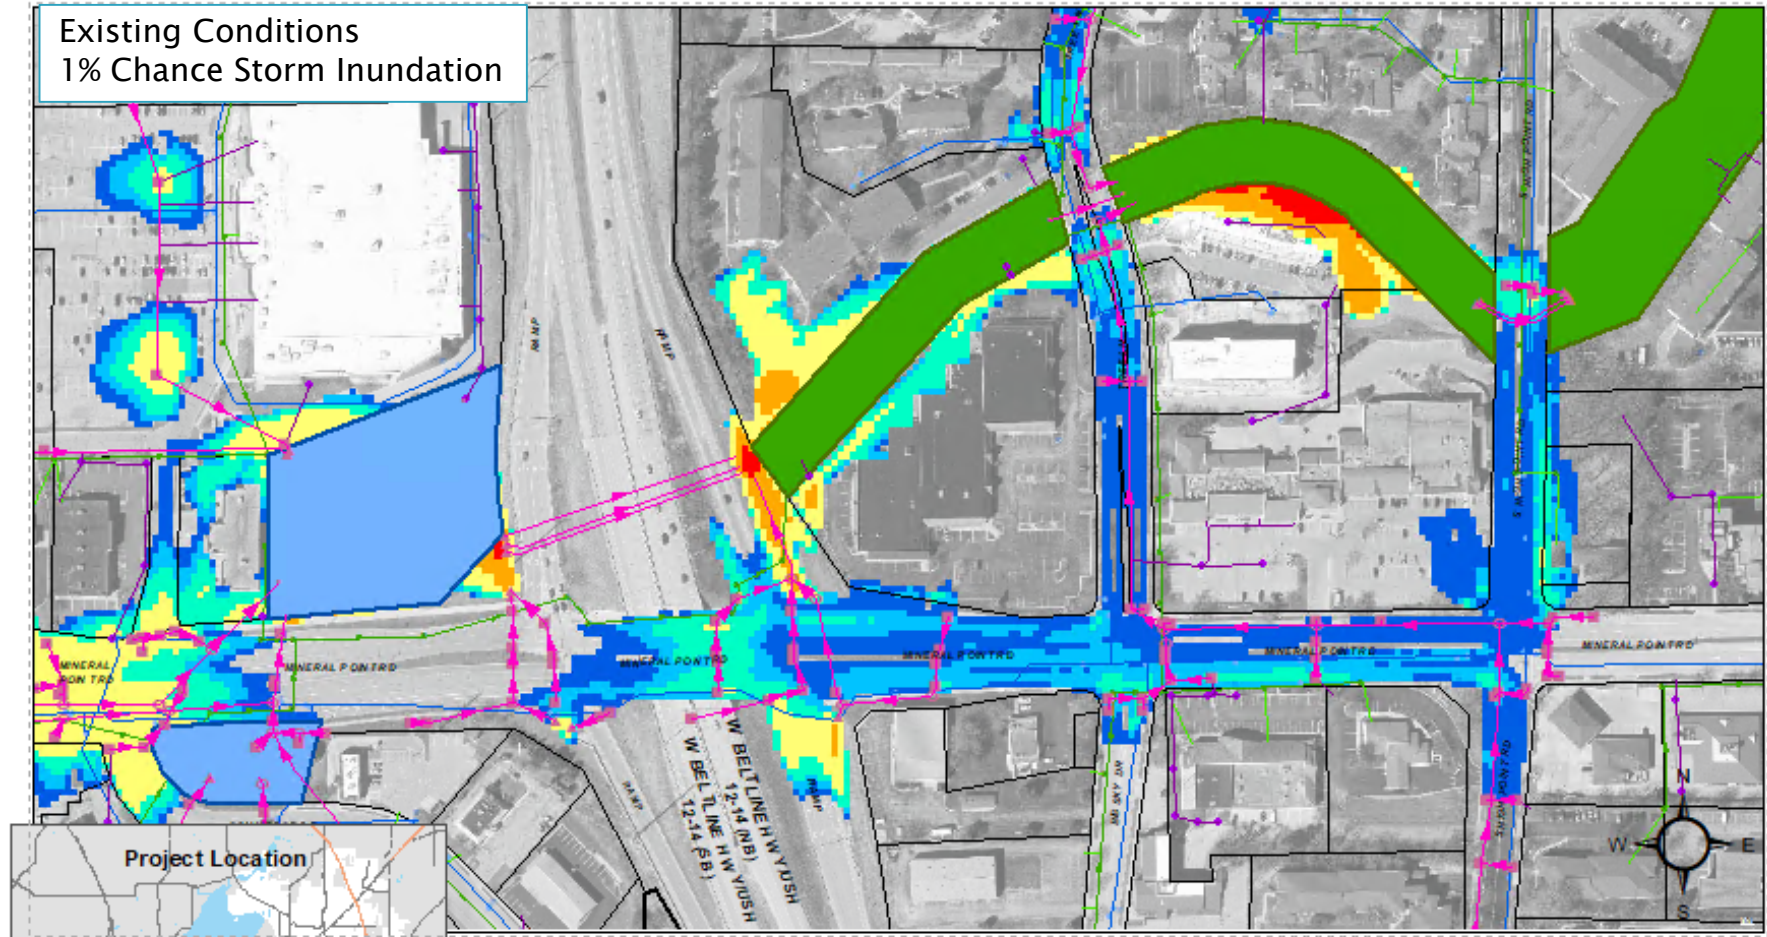 Existing Conditions
1% Chance Storm Inundation
RAMP
RAMP
MINERAL
POINT RD
MINERAL POINT RD
MINERAL POINT RD
MINERAL POINT RD
MINERAL POINT RD
MINERAL POINT RD
W BELTLINE HWY/USH
12-14 (NB)
W BELTLINE HWY/USH
12-14 (SB)
RAMP
RAMP
N
W
E
S
Project Location